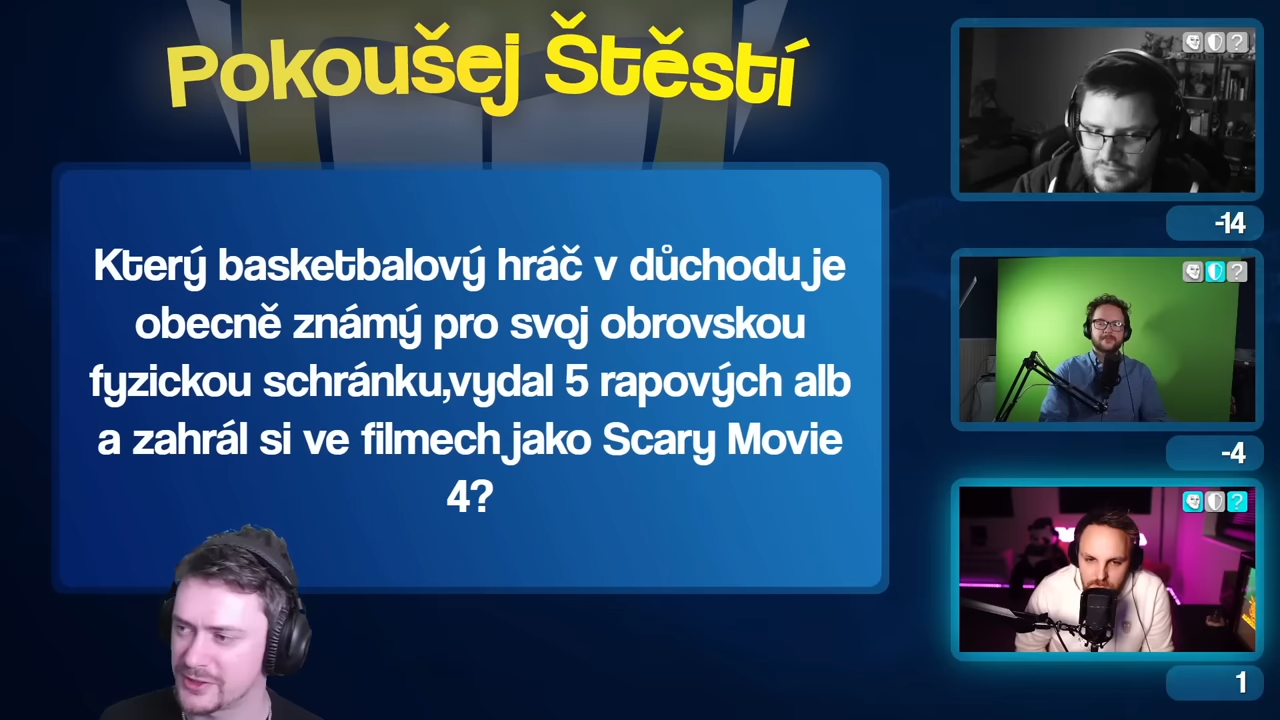 Pokoušej Štěstí
Který basketbalový hráč v důchodu je
obecně známý pro svoj obrovskou
fyzickou schránku,vydal 5 rapových alb
a zahrál si ve filmech jako Scary Movie
4?
?
-14
?
-4
?
1